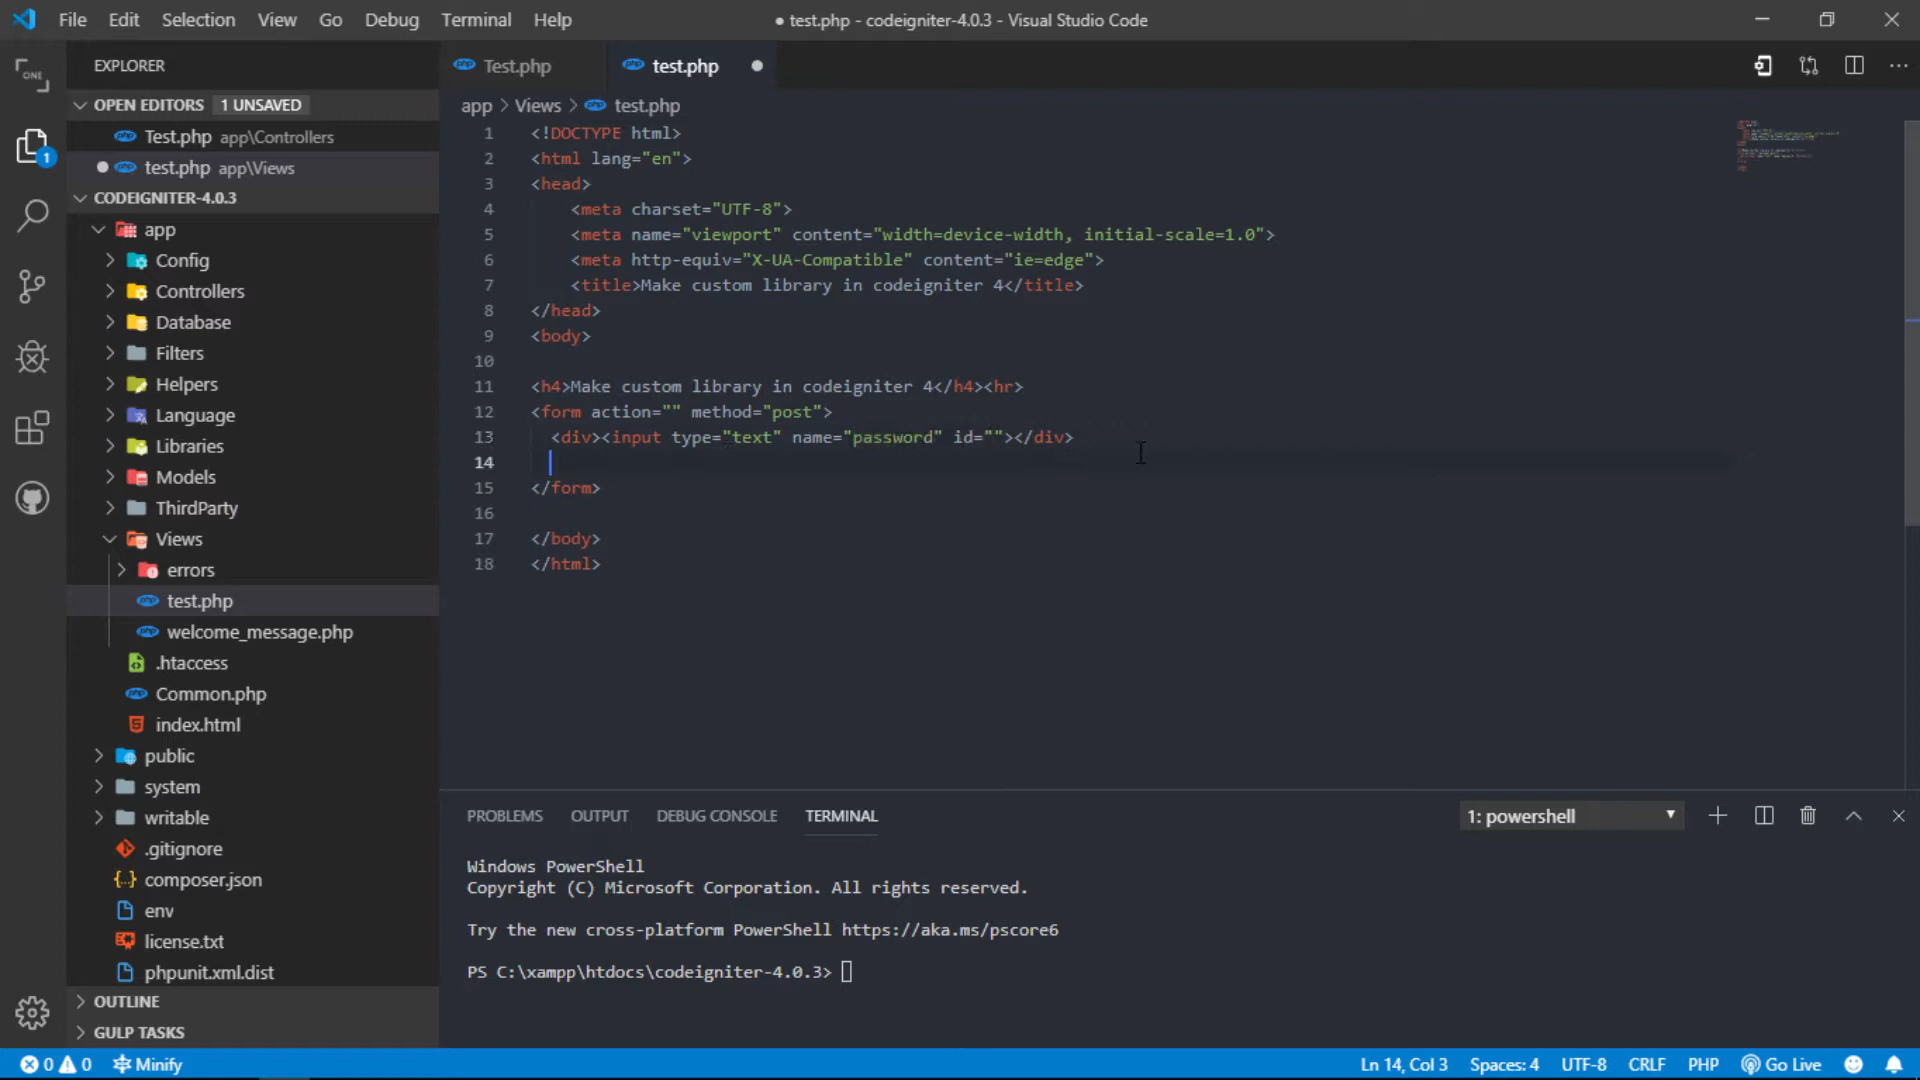 File Edit Selection View Go Debug Terminal Help
● test.php - codeigniter-4.0.3 - Visual Studio Code
ONE
EXPLORER
OPEN EDITORS 1 UNSAVED
Test.php app\Controllers
test.php app\Views
1
CODEIGNITER-4.0.3
app
Config
Controllers
Database
Filters
Helpers
Language
Libraries
Models
ThirdParty
Views
errors
test.php
welcome_message.php
.htaccess
Common.php
index.html
public
system
writable
.gitignore
composer.json
env
license.txt
phpunit.xml.dist
OUTLINE
GULP TASKS
Test.php test.php
app > Views > test.php
1 <!DOCTYPE html>
2 <html lang="en">
3 <head>
4 <meta charset="UTF-8">
5 <meta name="viewport" content="width=device-width, initial-scale=1.0">
6 <meta http-equiv="X-UA-Compatible" content="ie=edge">
7 <title>Make custom library in codeigniter 4</title>
8 </head>
9 <body>
10
11 <h4>Make custom library in codeigniter 4</h4><hr>
12 <form action="" method="post">
13 <div><input type="text" name="password" id=""></div>
14
15 </form>
16
17 </body>
18 </html>
PROBLEMS OUTPUT DEBUG CONSOLE TERMINAL
1: powershell
Windows PowerShell
Copyright (C) Microsoft Corporation. All rights reserved.
Try the new cross-platform PowerShell https://aka.ms/pscore6
PS C:\xampp\htdocs\codeigniter-4.0.3>
0 0 Minify
Ln 14, Col 3 Spaces: 4 UTF-8 CRLF PHP Go Live